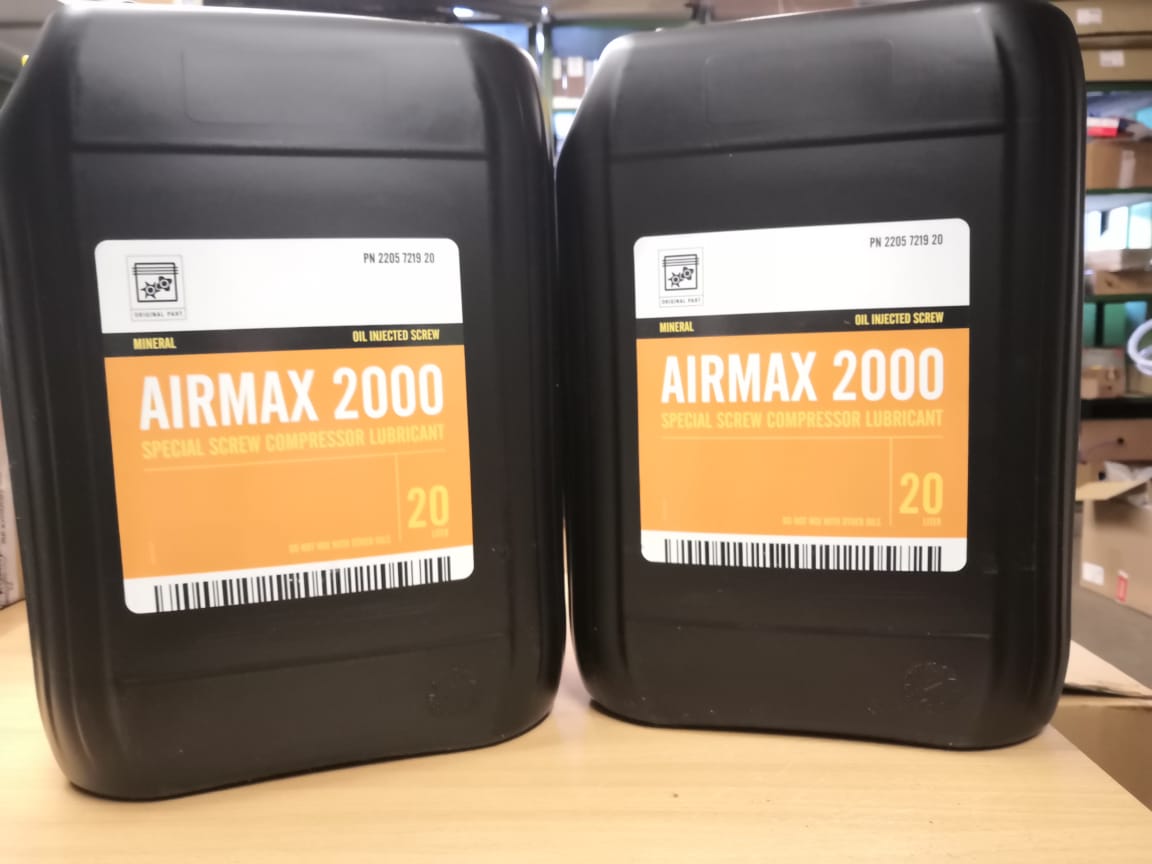 PN 2205 7219 20
ORIGINAL PART
MINERAL
OIL INJECTED SCREW
AIRMAX 2000
SPECIAL SCREW COMPRESSOR LUBRICANT
20
LITER
DO NOT MIX WITH OTHER OILS
PN 2205 7219 20
ORIGINAL PART
MINERAL
OIL INJECTED SCREW
AIRMAX 2000
SPECIAL SCREW COMPRESSOR LUBRICANT
20
LITER
DO NOT MIX WITH OTHER OILS